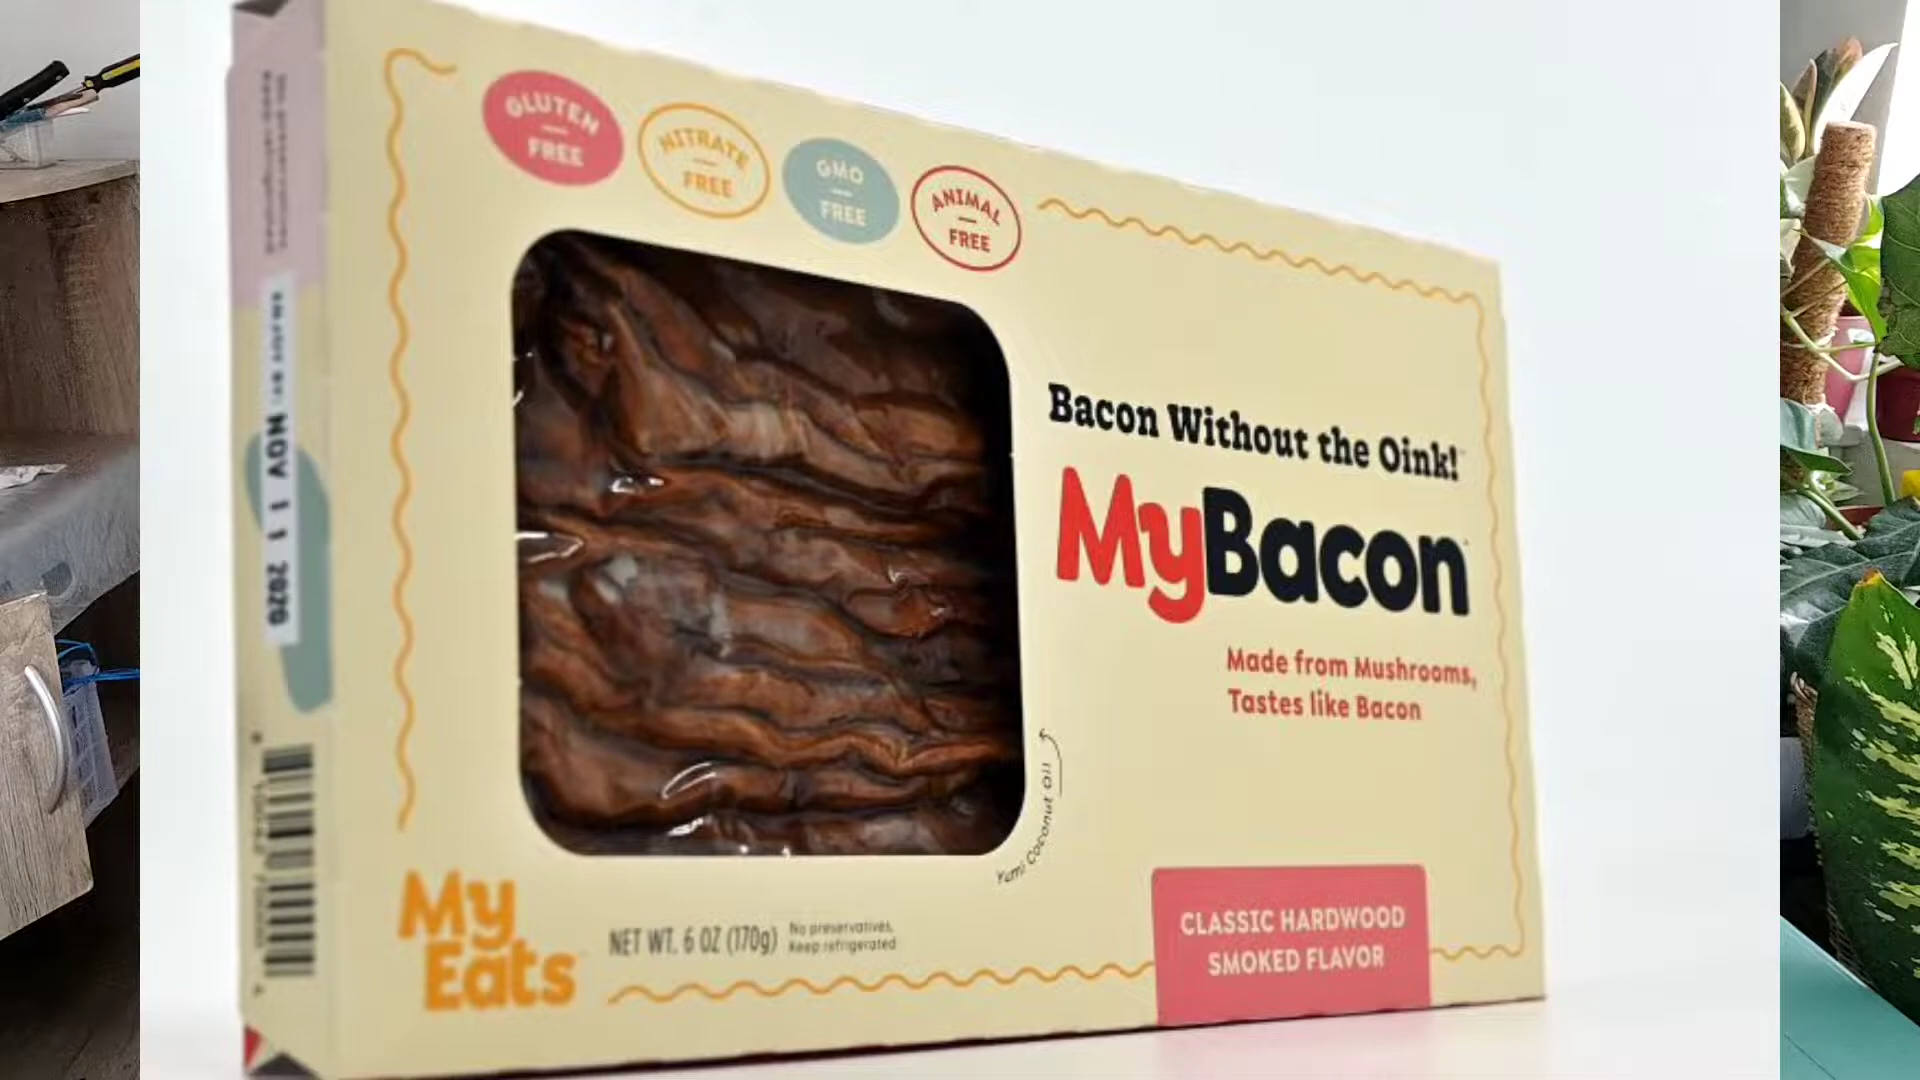 GLUTEN
FREE
NITRATE
FREE
GMO
FREE
ANIMAL
FREE
Bacon Without the Oink!
MyBacon
Made from Mushrooms,
Tastes like Bacon
Yum! Coconut Oil
CLASSIC HARDWOOD
SMOKED FLAVOR
My
Eats
NET WT. 6 OZ (170g)
No preservatives.
Keep refrigerated
NOV 11 2020